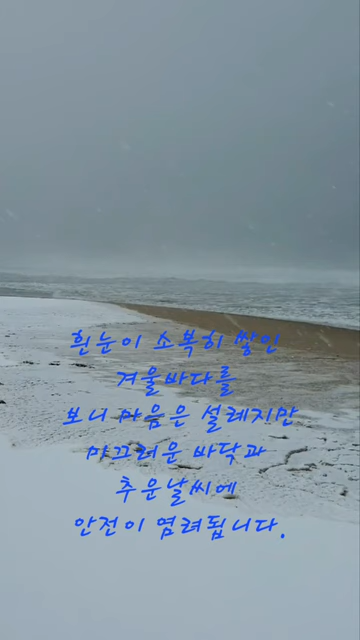 흰눈이 소복히 쌓인
겨울바다를
보니 마음은 설레지만
미끄러운 바닥과
추운날씨에
안전이 염려됩니다.